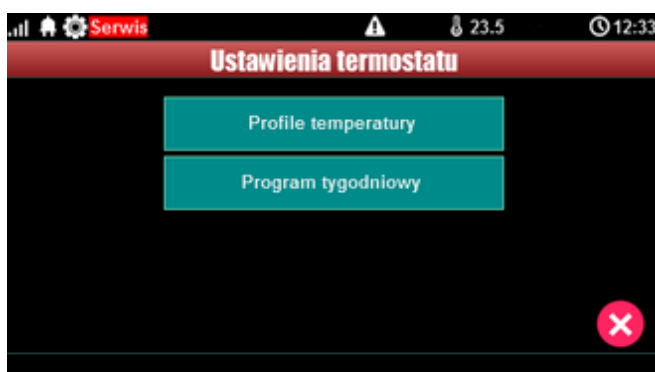 Serwis 23.5 12:33
Ustawienia termostatu
Profile temperatury
Program tygodniowy